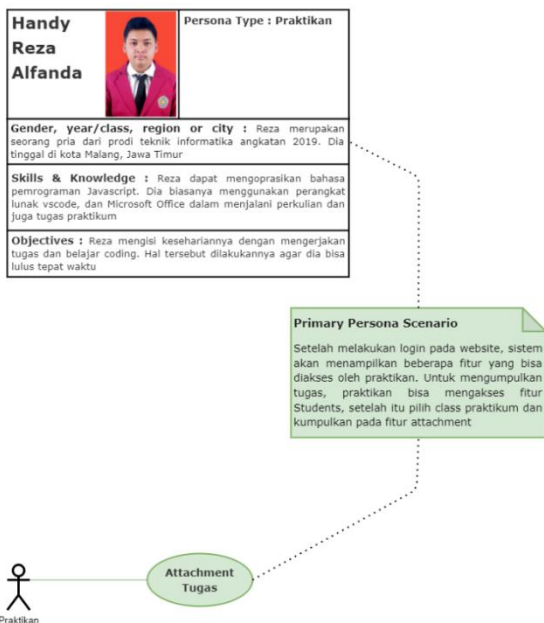 Handy
Reza
Alfanda
Persona Type : Praktikan
Gender, year/class, region or city : Reza merupakan
seorang pria dari prodi teknik informatika angkatan 2019. Dia
tinggal di kota Malang, Jawa Timur
Skills & Knowledge : Reza dapat mengoprasikan bahasa
pemrograman Javascript. Dia biasanya menggunakan perangkat
lunak vscode, dan Microsoft Office dalam menjalani perkulian dan
juga tugas praktikum
Objectives : Reza mengisi kesehariannya dengan mengerjakan
tugas dan belajar coding. Hal tersebut dilakukannya agar dia bisa
lulus tepat waktu
Primary Persona Scenario
Setelah melakukan login pada website, sistem
akan menampilkan beberapa fitur yang bisa
diakses oleh praktikan. Untuk mengumpulkan
tugas, praktikan bisa mengakses fitur
Students, setelah itu pilih class praktikum dan
kumpulkan pada fitur attachment
Attachment
Tugas
Praktikan